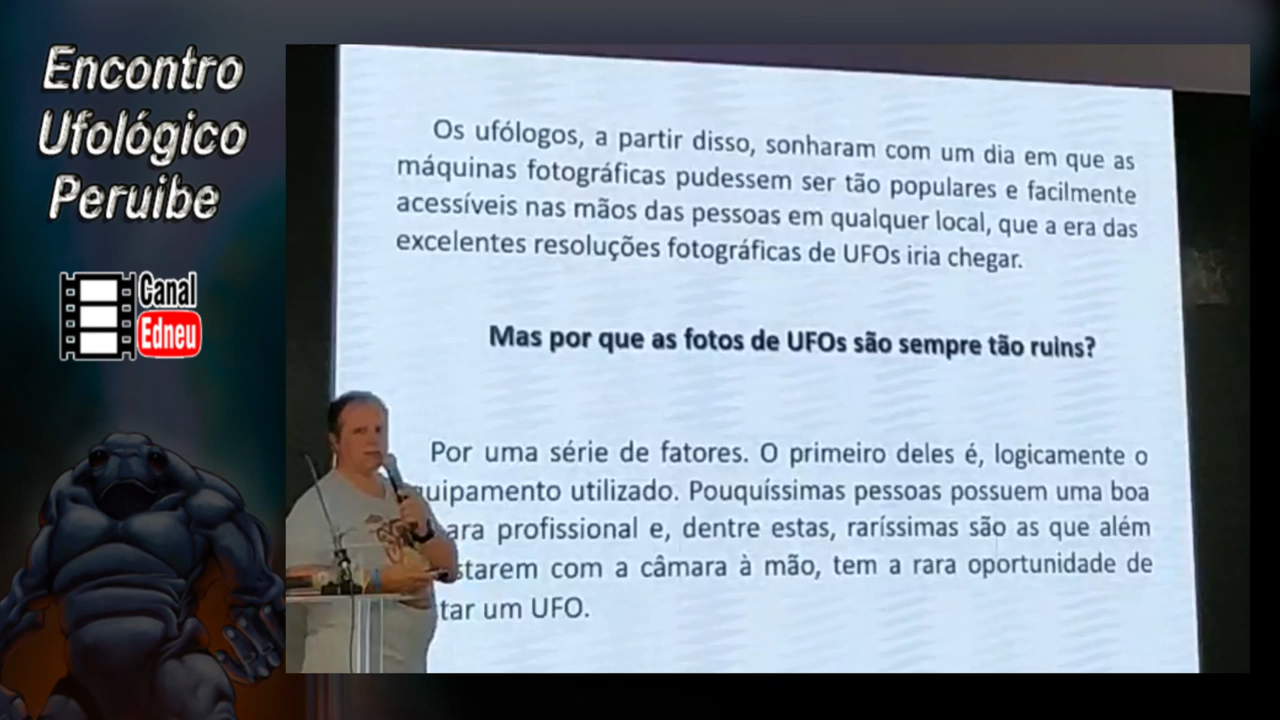 Encontro
Ufológico
Peruibe
Canal
Edneu
Os ufólogos, a partir disso, sonharam com um dia em que as
máquinas fotográficas pudessem ser tão populares e facilmente
acessíveis nas mãos das pessoas em qualquer local, que a era das
excelentes resoluções fotográficas de UFOs iria chegar.
Mas por que as fotos de UFOs são sempre tão ruins?
Por uma série de fatores. O primeiro deles é, logicamente o
uipamento utilizado. Pouquíssimas pessoas possuem uma boa
ara profissional e, dentre estas, raríssimas são as que além
starem com a câmara à mão, tem a rara oportunidade de
tar um UFO.